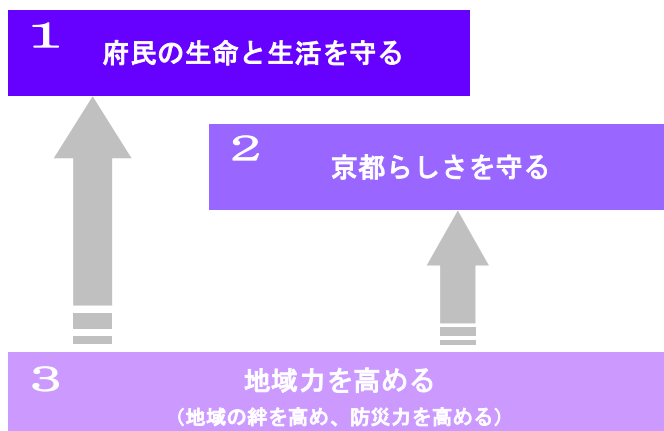 1 府民の生命と生活を守る
2 京都らしさを守る
3 地域力を高める
（地域の絆を高め、防災力を高める）